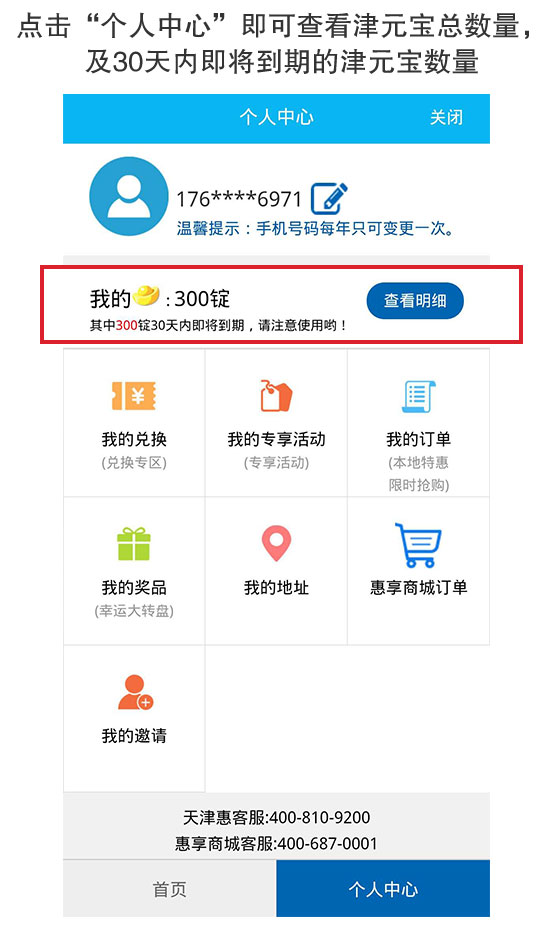 点击“个人中心”即可查看津元宝总数量，
及30天内即将到期的津元宝数量
个人中心
关闭
176****6971
温馨提示：手机号码每年只可变更一次。
我的：300锭
查看明细
其中300锭30天内即将到期，请注意使用哟！
¥
我的兑换
(兑换专区)
我的专享活动
(专享活动)
我的订单
(本地特惠
限时抢购)
我的奖品
(幸运大转盘)
我的地址
惠享商城订单
我的邀请
天津惠客服:400-810-9200
惠享商城客服:400-687-0001
首页
个人中心